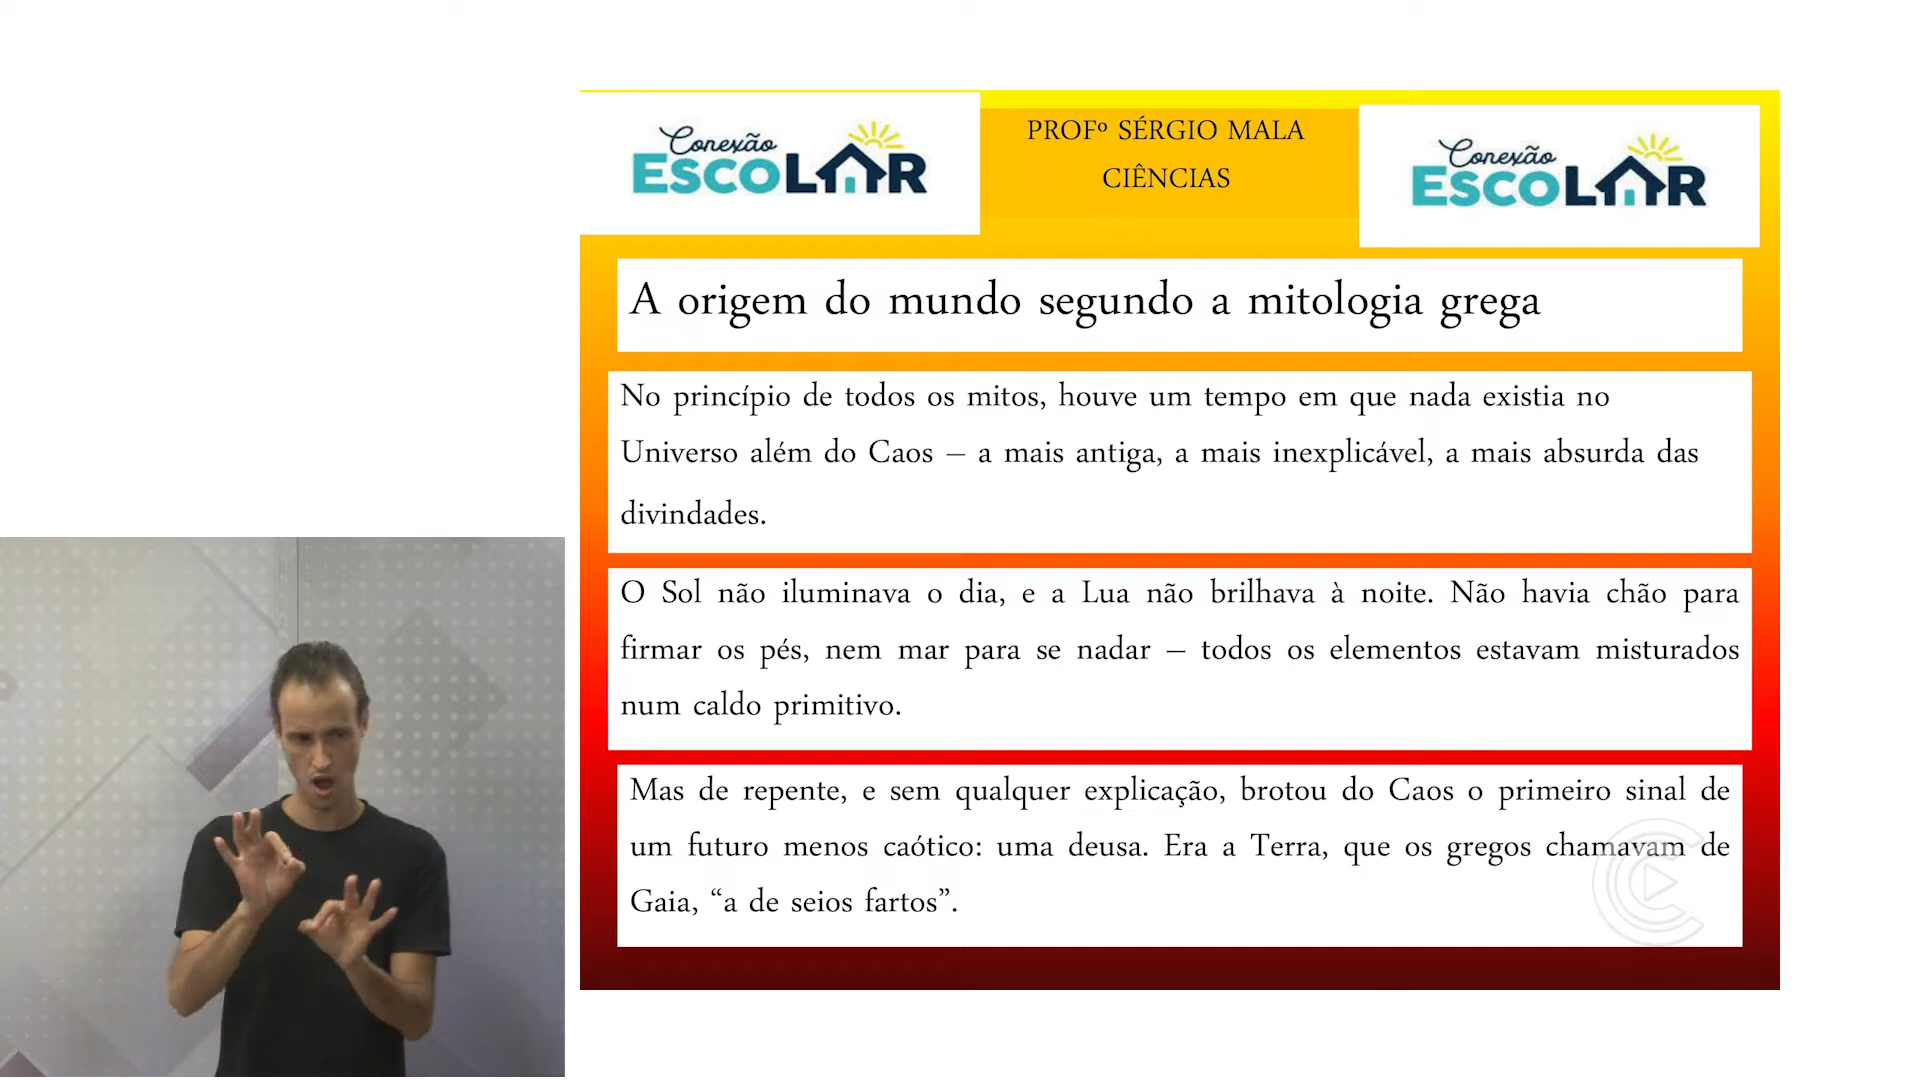 Conexão
ESCOLAR
PROFº SÉRGIO MALA
CIÊNCIAS
Conexão
ESCOLAR
A origem do mundo segundo a mitologia grega
No princípio de todos os mitos, houve um tempo em que nada existia no
Universo além do Caos – a mais antiga, a mais inexplicável, a mais absurda das
divindades.
O Sol não iluminava o dia, e a Lua não brilhava à noite. Não havia chão para
firmar os pés, nem mar para se nadar – todos os elementos estavam misturados
num caldo primitivo.
Mas de repente, e sem qualquer explicação, brotou do Caos o primeiro sinal de
um futuro menos caótico: uma deusa. Era a Terra, que os gregos chamavam de
Gaia, “a de seios fartos”.